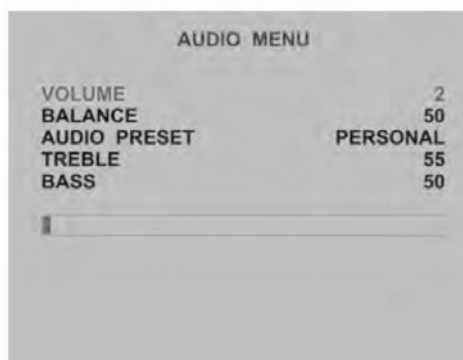 AUDIO MENU
VOLUME 2
BALANCE 50
AUDIO PRESET PERSONAL
TREBLE 55
BASS 50